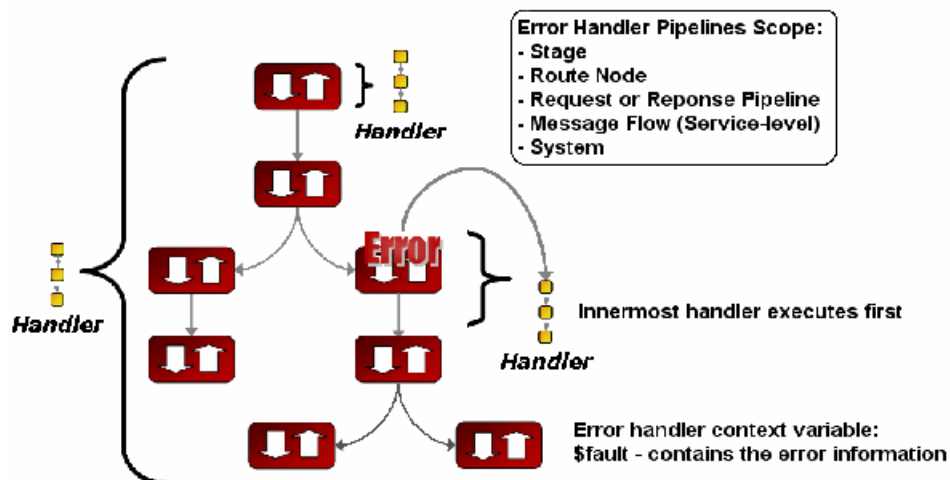 Error Handler Pipelines Scope:
- Stage
- Route Node
- Request or Reponse Pipeline
- Message Flow (Service-level)
- System
Handler
Error
Handler
Innermost handler executes first
Handler
Error handler context variable:
$fault - contains the error information